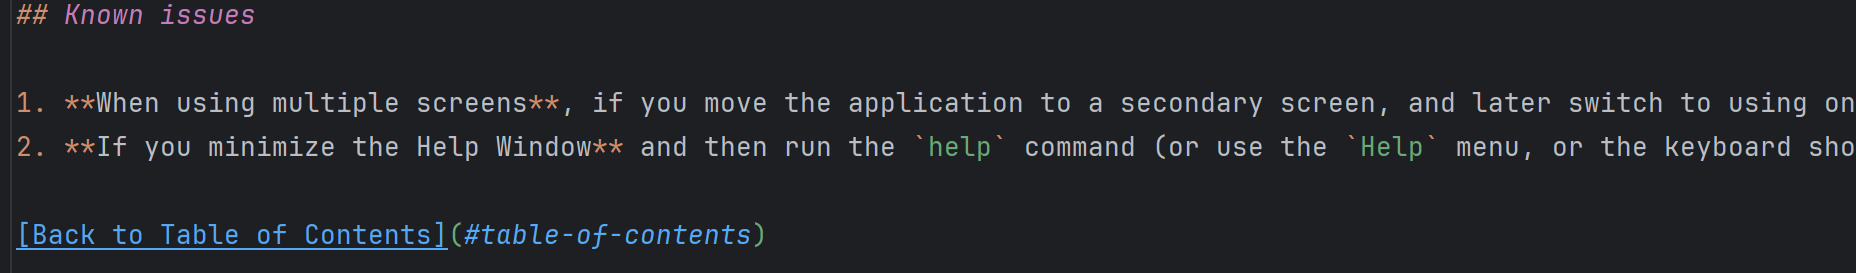 ## Known issues
1. **When using multiple screens**, if you move the application to a secondary screen, and later switch to using on
2. **If you minimize the Help Window** and then run the `help` command (or use the `Help` menu, or the keyboard sho
[Back to Table of Contents](#table-of-contents)